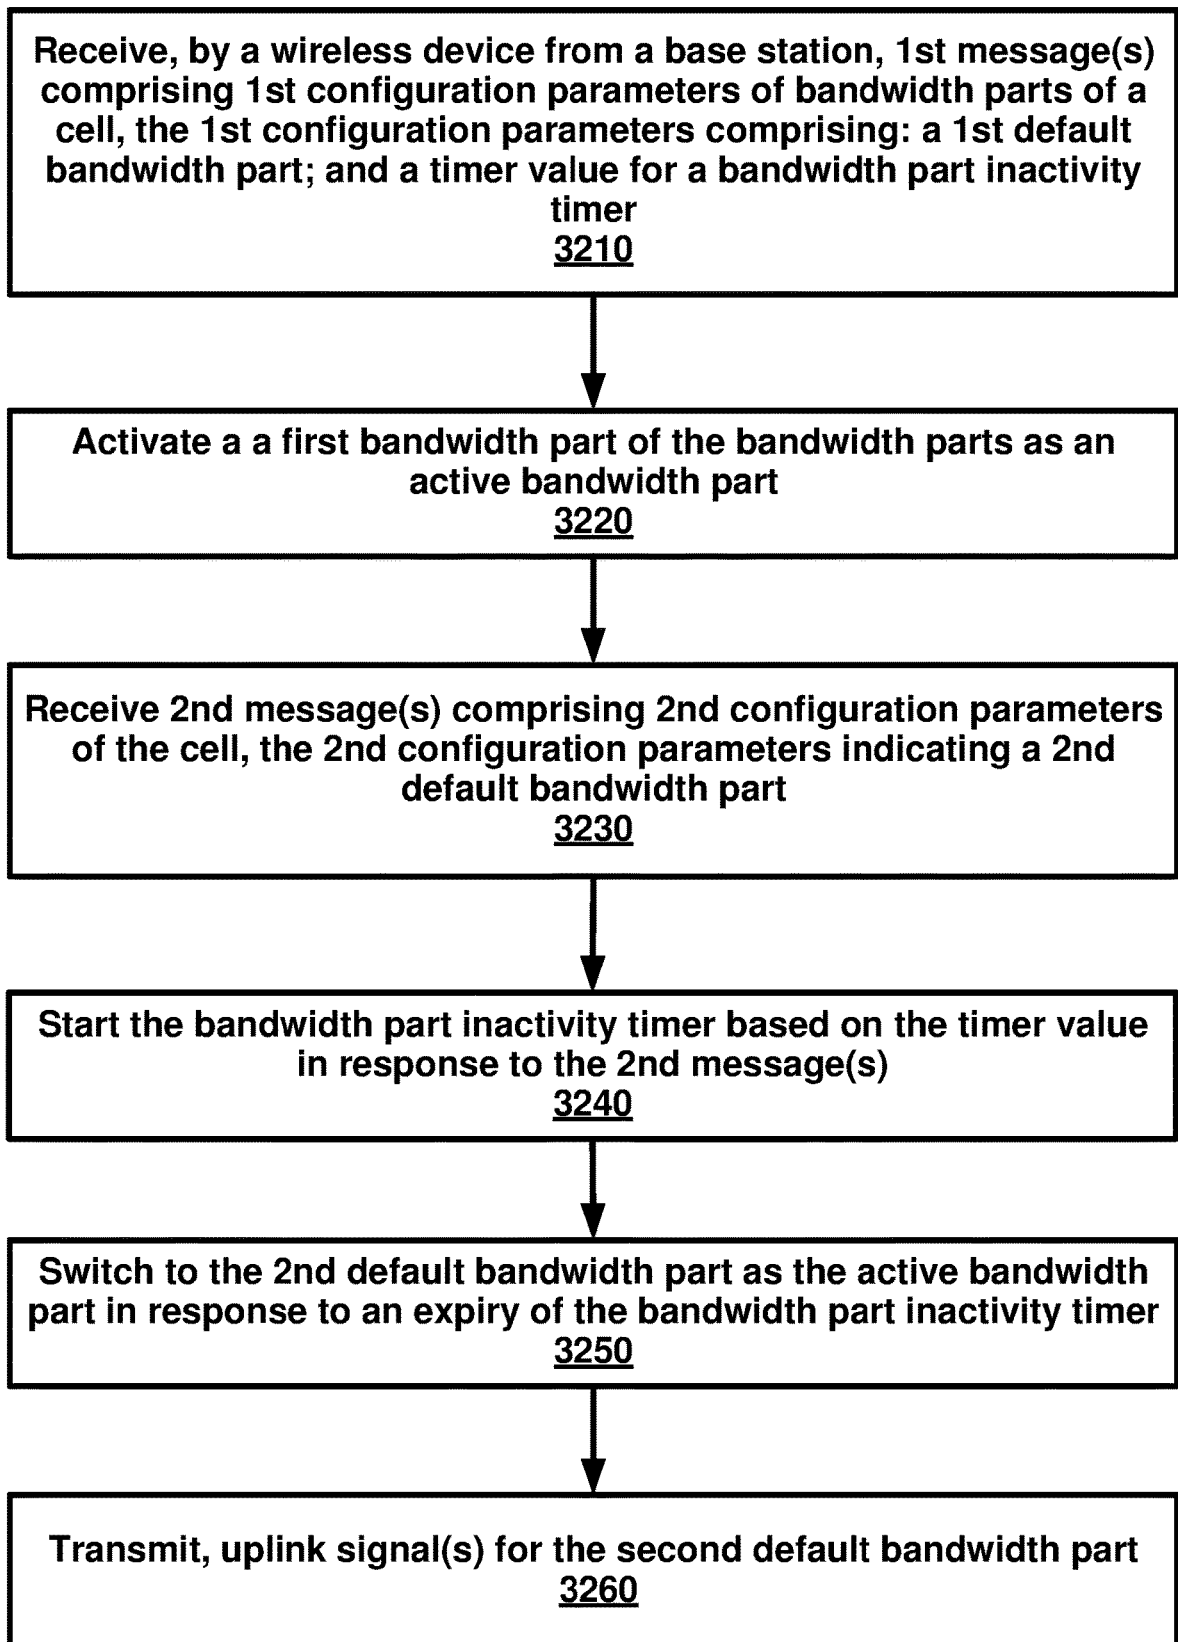 Receive, by a wireless device from a base station, 1st message(s)
comprising 1st configuration parameters of bandwidth parts of a
cell, the 1st configuration parameters comprising: a 1st default
bandwidth part; and a timer value for a bandwidth part inactivity
timer
3210
Activate a a first bandwidth part of the bandwidth parts as an
active bandwidth part
3220
Receive 2nd message(s) comprising 2nd configuration parameters
of the cell, the 2nd configuration parameters indicating a 2nd
default bandwidth part
3230
Start the bandwidth part inactivity timer based on the timer value
in response to the 2nd message(s)
3240
Switch to the 2nd default bandwidth part as the active bandwidth
part in response to an expiry of the bandwidth part inactivity timer
3250
Transmit, uplink signal(s) for the second default bandwidth part
3260